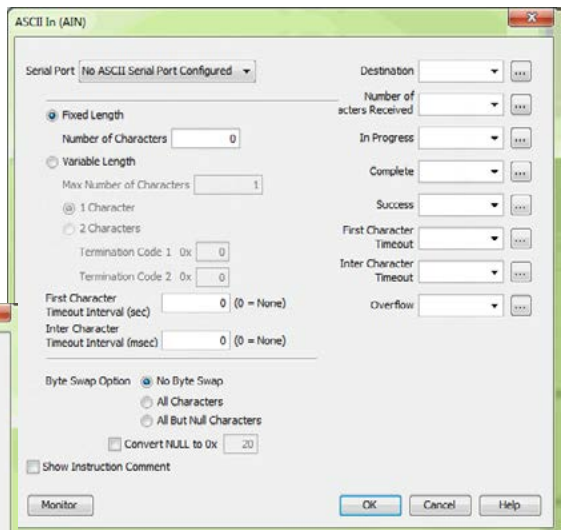 ASCII In (AIN)
Serial Port No ASCII Serial Port Configured
Fixed Length
Number of Characters 0
Variable Length
Max Number of Characters 1
1 Character
2 Characters
Termination Code 1 0x 0
Termination Code 2 0x 0
First Character
Timeout Interval (sec) 0 (0 = None)
Inter Character
Timeout Interval (msec) 0 (0 = None)
Byte Swap Option No Byte Swap
All Characters
All But Null Characters
Convert NULL to 0x 20
Show Instruction Comment
Destination ...
Number of
acters Received ...
In Progress ...
Complete ...
Success ...
First Character
Timeout ...
Inter Character
Timeout ...
Overflow ...
Monitor OK Cancel Help